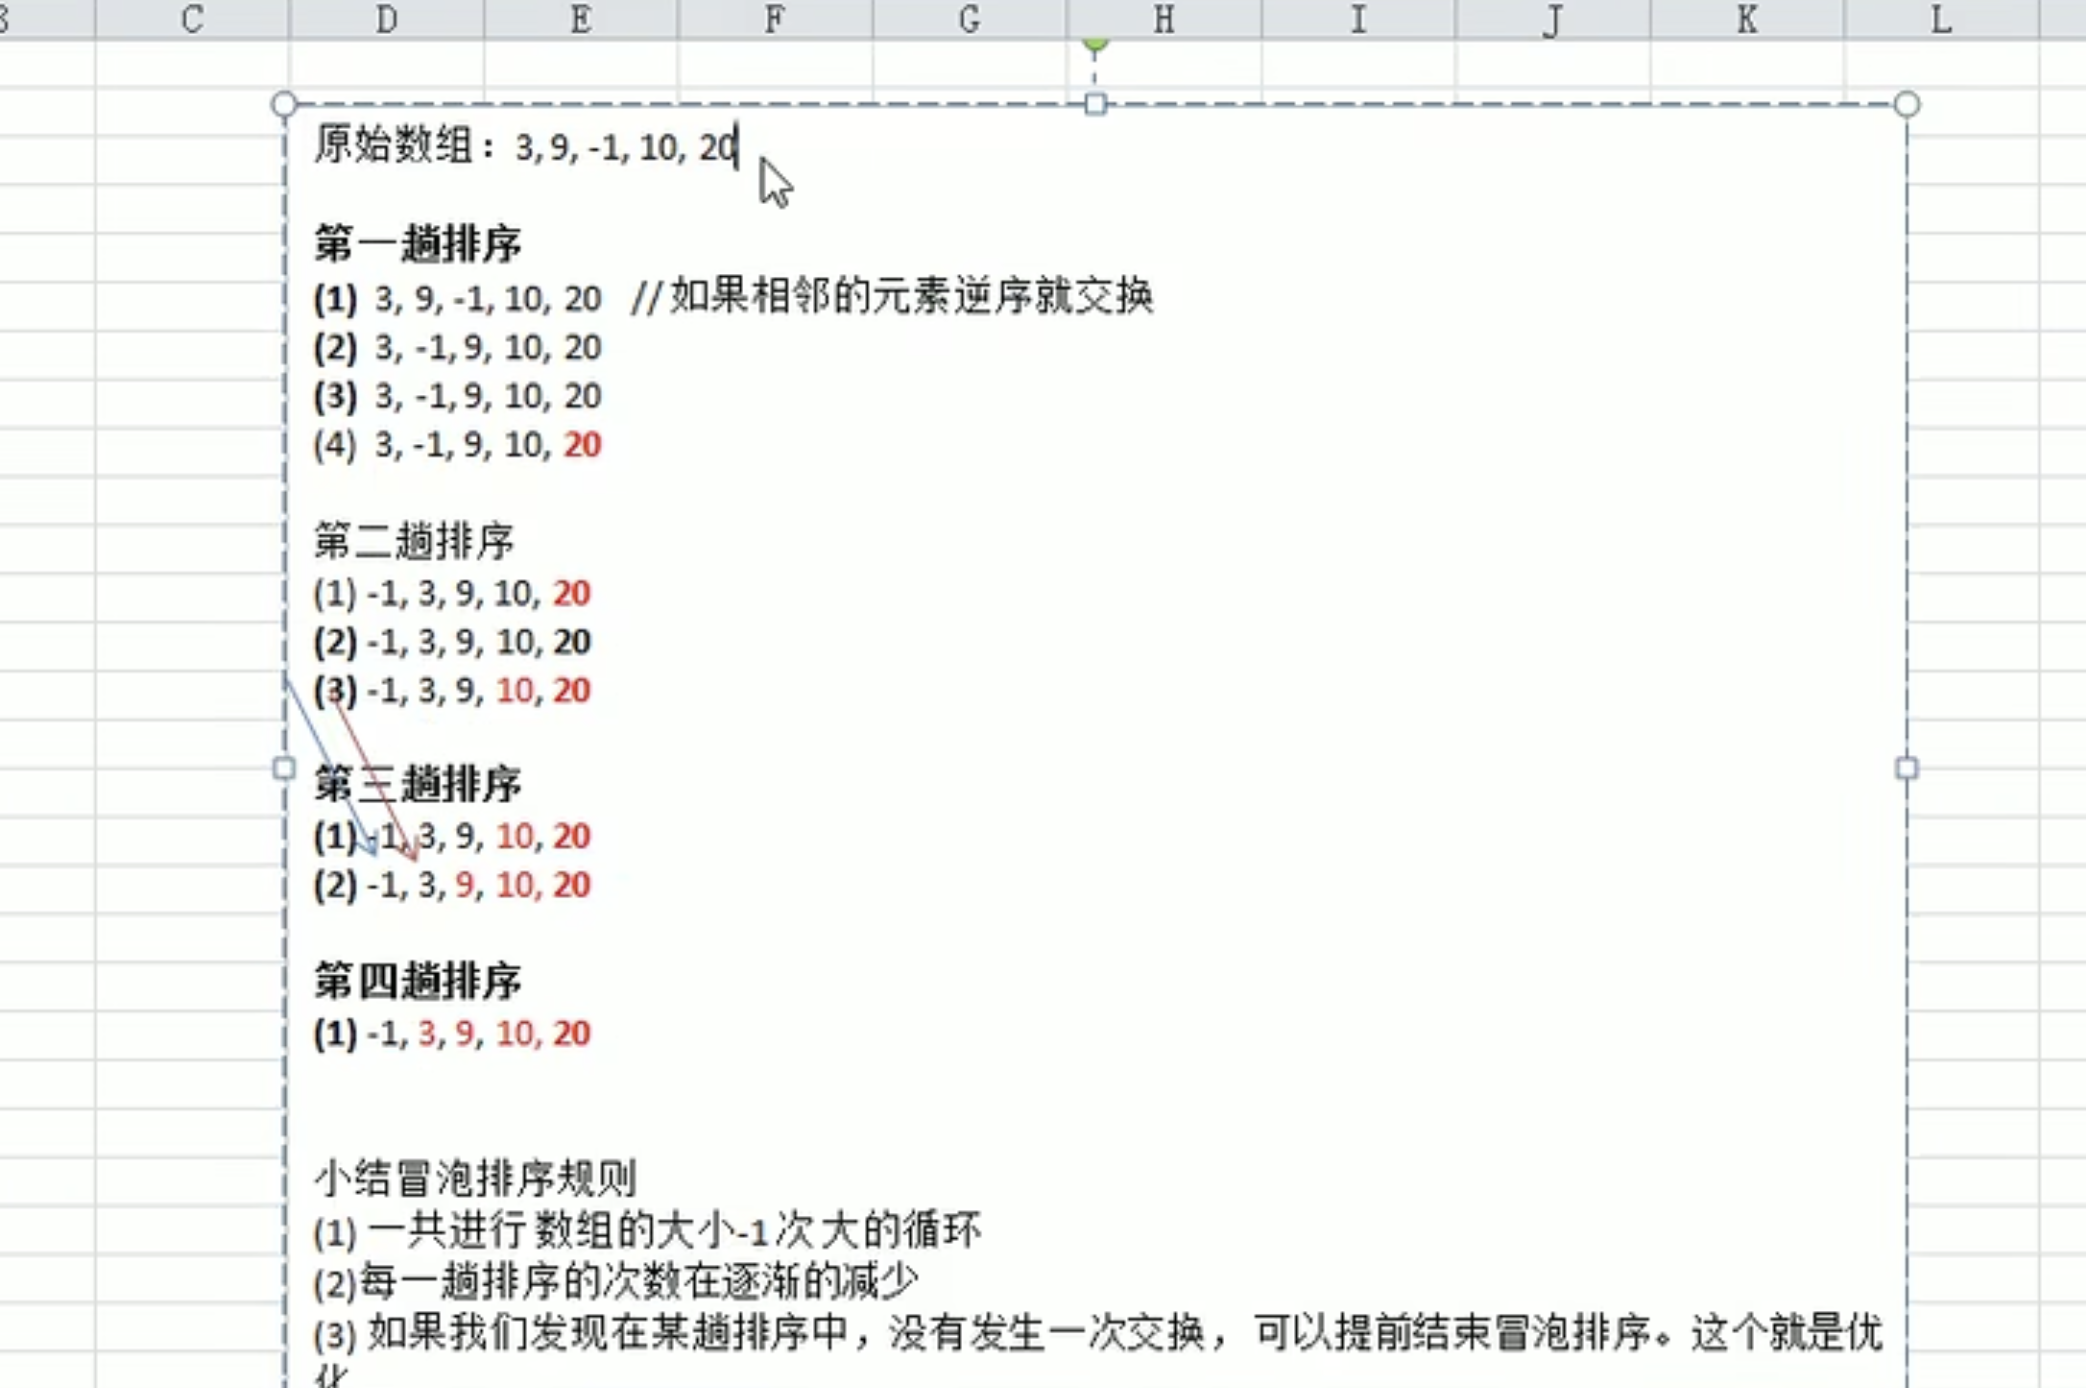 C D E F G H I J K L
原始数组：3, 9, -1, 10, 20
第一趟排序
(1) 3, 9, -1, 10, 20 //如果相邻的元素逆序就交换
(2) 3, -1, 9, 10, 20
(3) 3, -1, 9, 10, 20
(4) 3, -1, 9, 10, 20
第二趟排序
(1) -1, 3, 9, 10, 20
(2) -1, 3, 9, 10, 20
(3) -1, 3, 9, 10, 20
第三趟排序
(1) -1, 3, 9, 10, 20
(2) -1, 3, 9, 10, 20
第四趟排序
(1) -1, 3, 9, 10, 20
小结冒泡排序规则
(1) 一共进行 数组的大小-1 次 大的循环
(2)每一趟排序的次数在逐渐的减少
(3) 如果我们发现在某趟排序中，没有发生一次交换， 可以提前结束冒泡排序。这个就是优
化